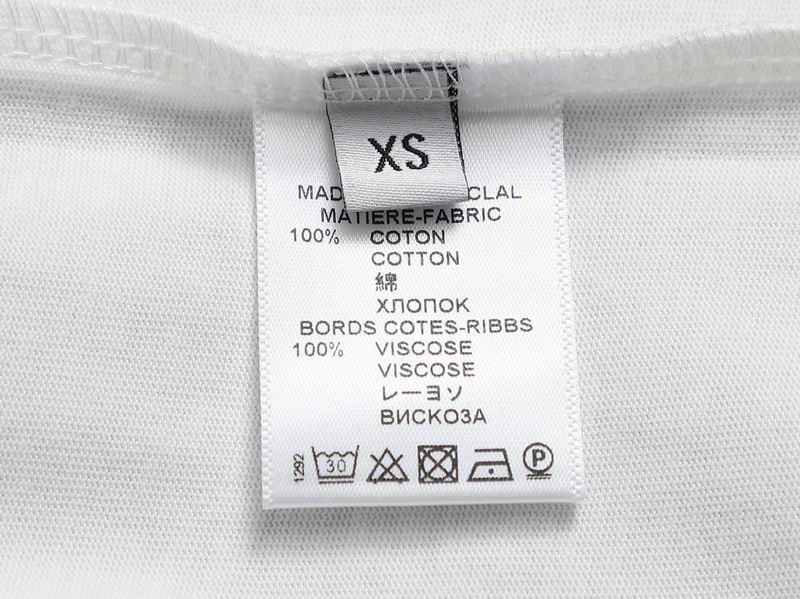 XS
MATIERE-FABRIC
100% COTON
COTTON
綿
ХЛОПОК
BORDS COTES-RIBBS
100% VISCOSE
VISCOSE
レーヨソ
ВИСКОЗА
1292
30
P